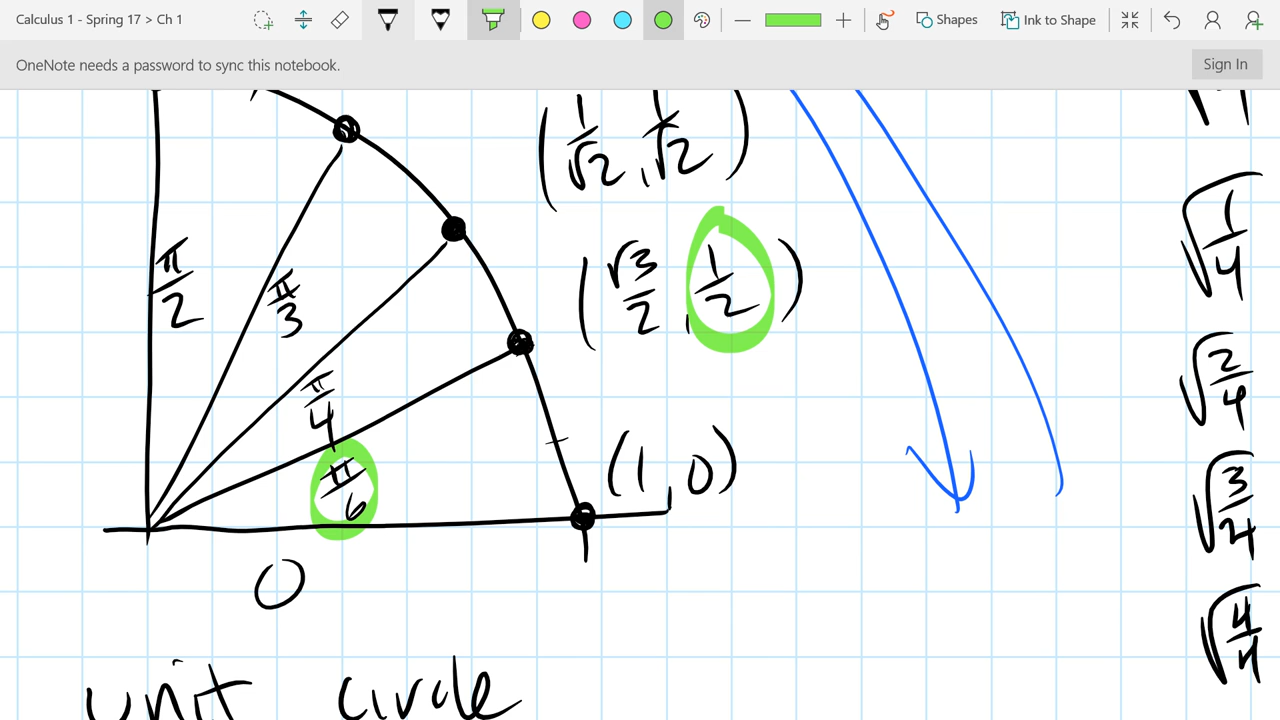 Calculus 1 - Spring 17 > Ch 1
Shapes
Ink to Shape
OneNote needs a password to sync this notebook.
Sign In
(1/√2, 1/√2)
√1/4
π/2
π/3
(√3/2, 1/2)
√2/4
π/4
π/6
(1, 0)
√3/4
0
√4/4
unit circle